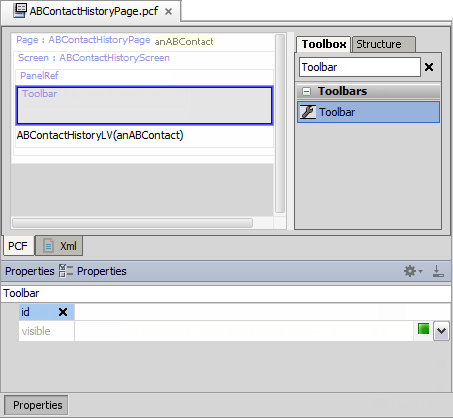 ABContactHistoryPage.pcf
Page : ABContactHistoryPage anABContact
Screen : ABContactHistoryScreen
PanelRef
Toolbar
ABContactHistoryLV(anABContact)
Toolbox Structure
Toolbar
Toolbars
Toolbar
PCF Xml
Properties Properties
Toolbar
id
visible
Properties